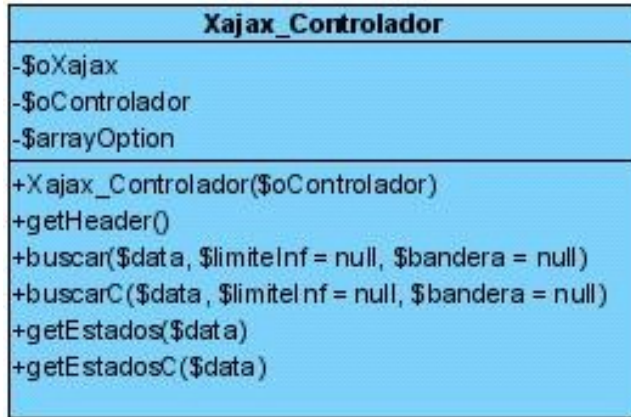 Xajax_Controlador
-$oXajax
-$oControlador
-$arrayOption
+Xajax_Controlador($oControlador)
+getHeader()
+buscar($data, $limiteInf = null, $bandera = null)
+buscarC($data, $limiteInf = null, $bandera = null)
+getEstados($data)
+getEstadosC($data)